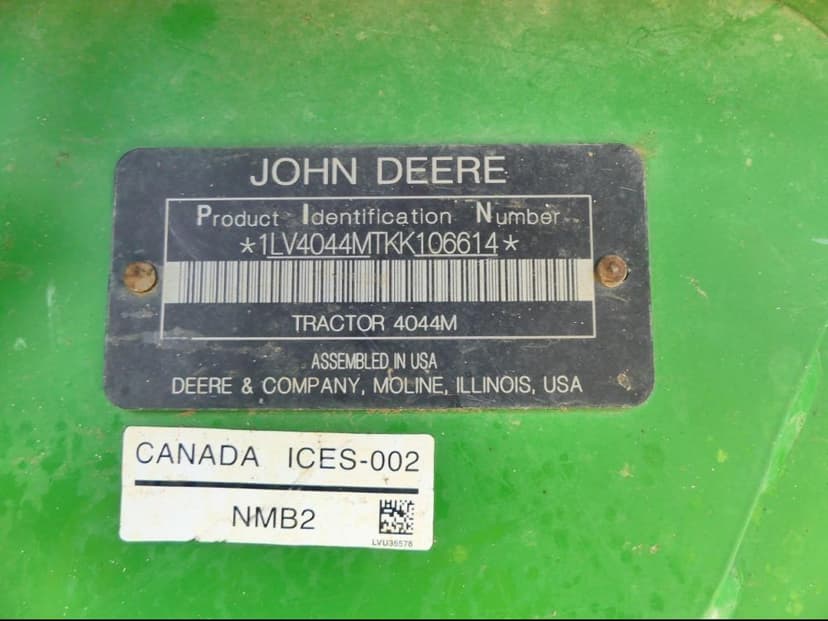 JOHN DEERE
Product Identification Number
*1LV4044MTKK106614*
TRACTOR 4044M
ASSEMBLED IN USA
DEERE & COMPANY, MOLINE, ILLINOIS, USA
CANADA ICES-002
NMB2
LVU36578